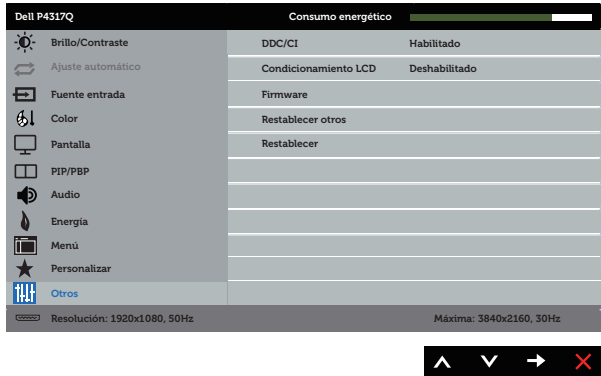 Dell P4317Q Consumo energético
Brillo/Contraste DDC/CI Habilitado
Ajuste automático Condicionamiento LCD Deshabilitado
Fuente entrada Firmware
Color Restablecer otros
Pantalla Restablecer
PIP/PBP
Audio
Energía
Menú
Personalizar
Otros
Resolución: 1920x1080, 50Hz Máxima: 3840x2160, 30Hz